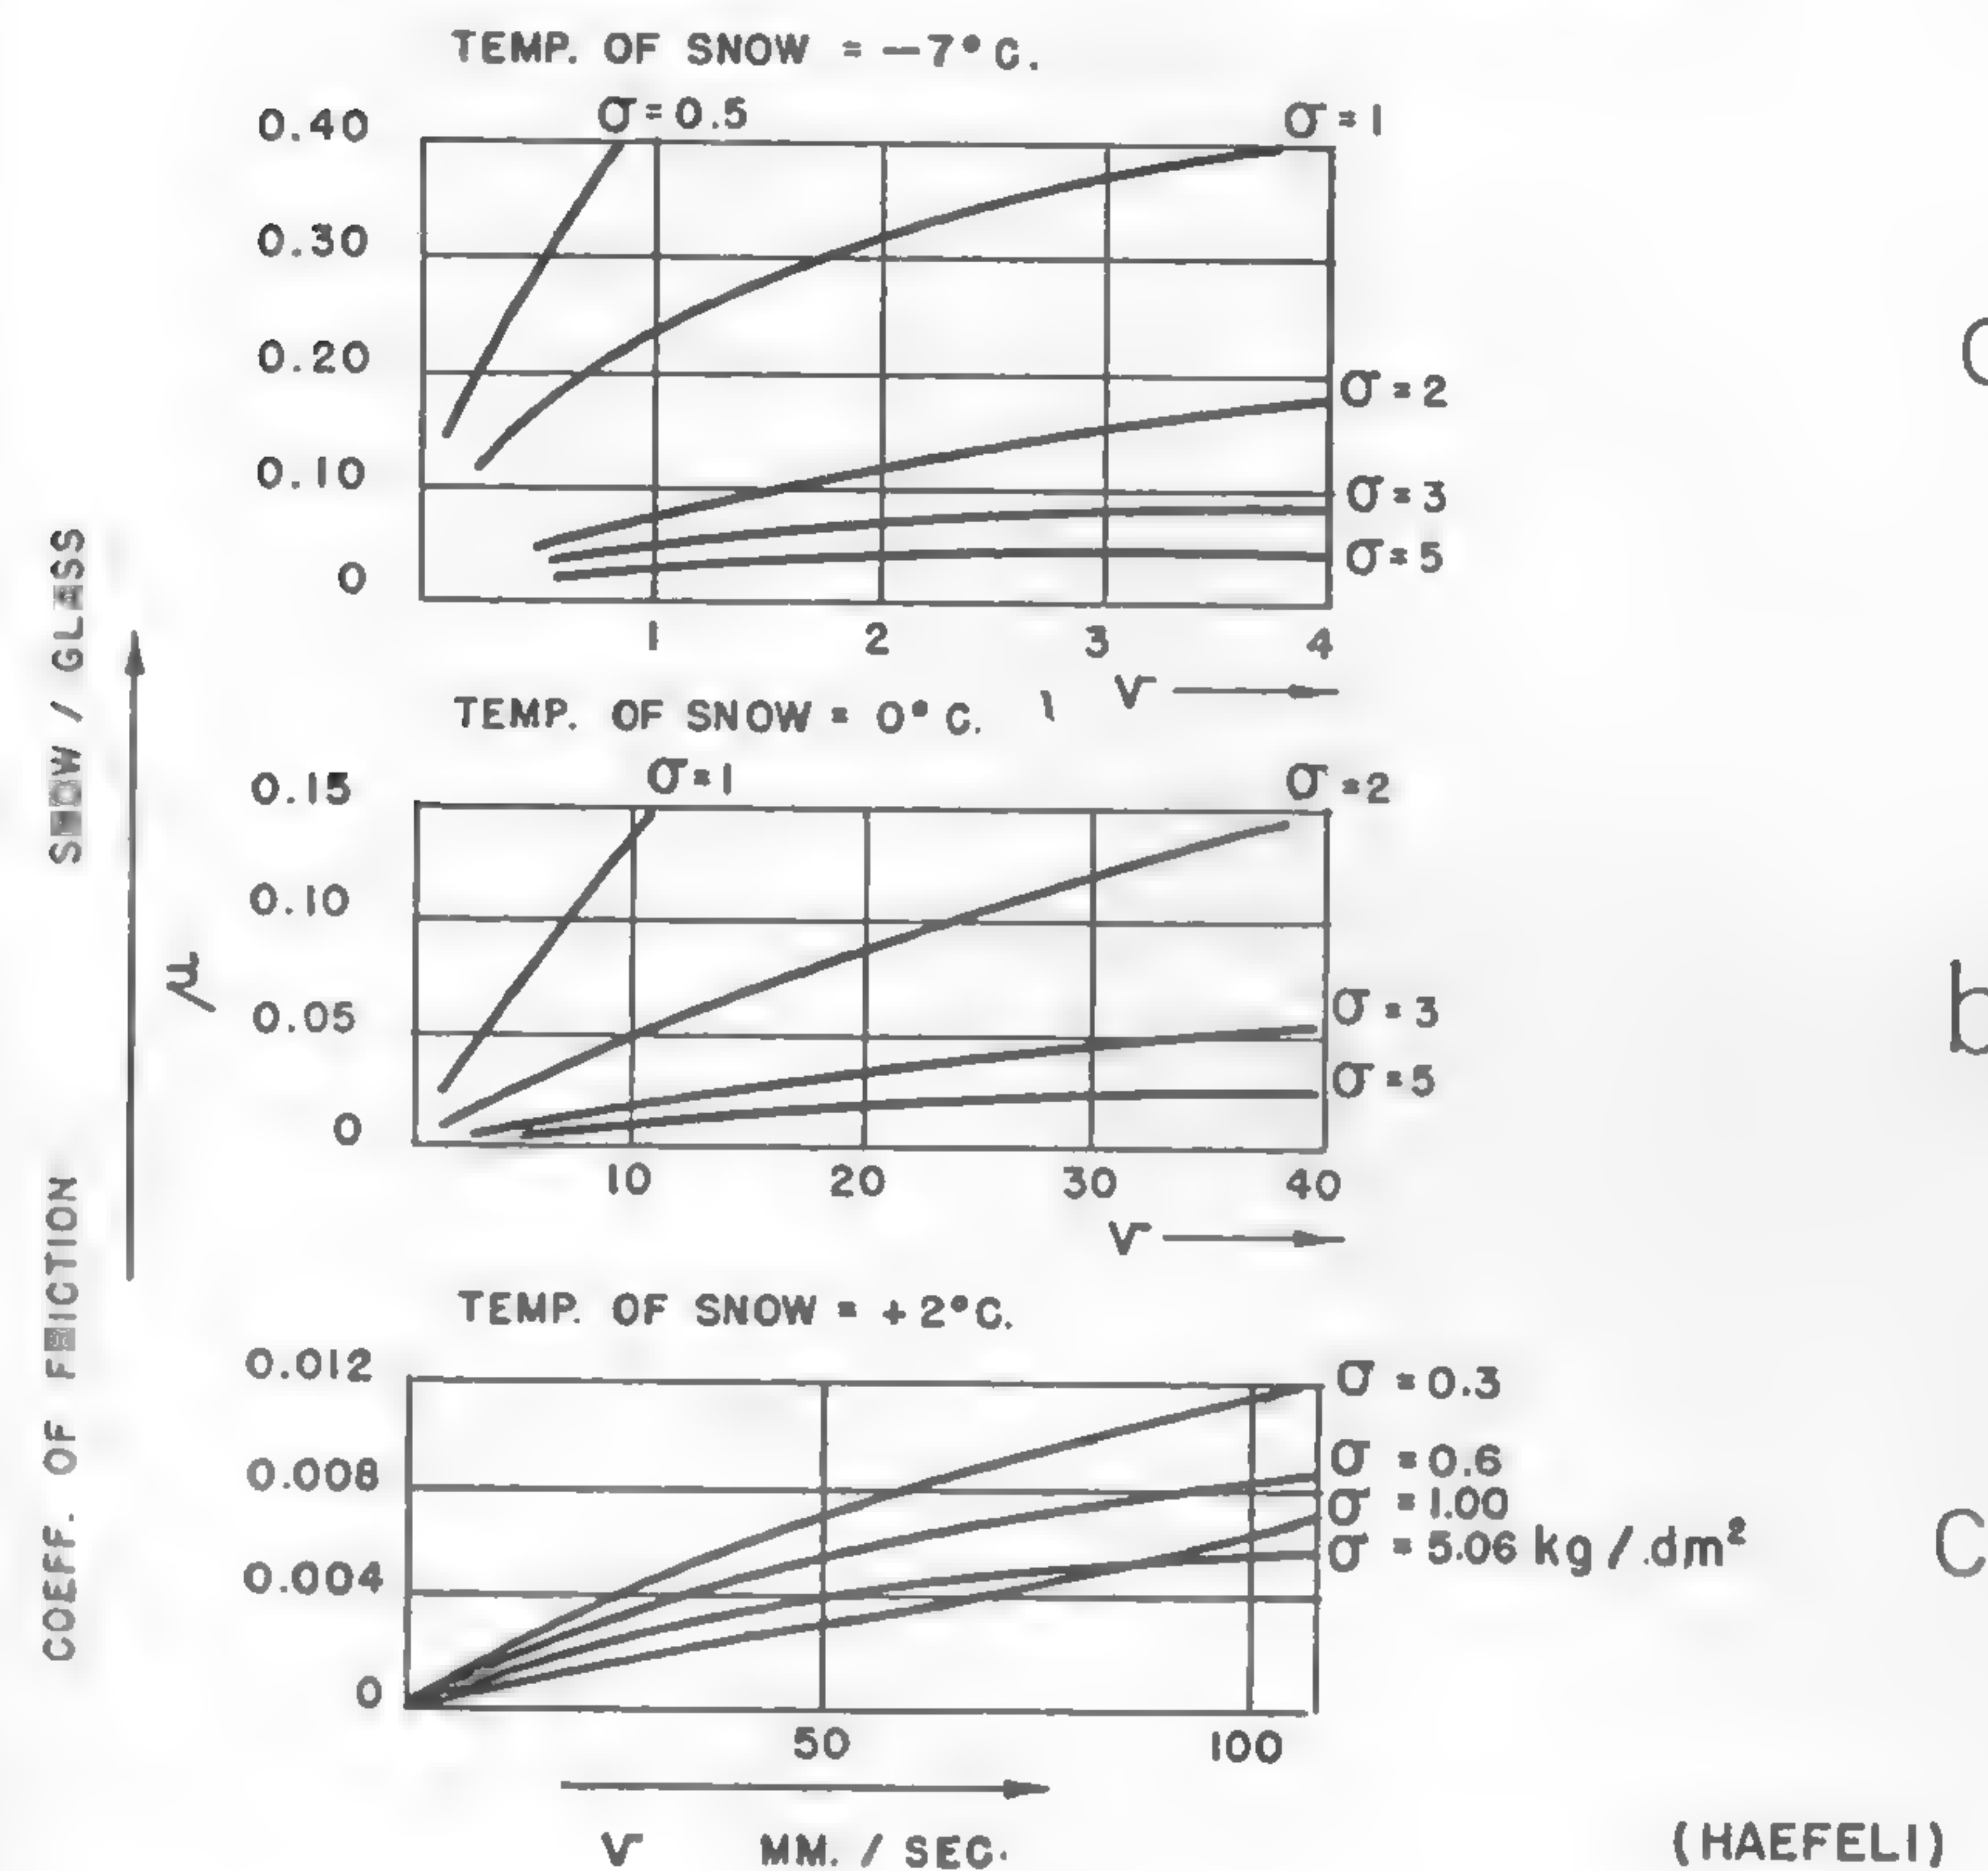 TEMP. OF SNOW = -7°C.
σ=0.5 σ=1
0.40
0.30
0.20
σ=2
0.10
σ=3
σ=5
0
1 2 3 4
V
TEMP. OF SNOW = 0°C.
σ=1 σ=2
0.15
0.10
0.05
σ=3
σ=5
0
10 20 30 40
V
TEMP. OF SNOW = +2°C.
0.012
σ=0.3
0.008
σ=0.6
σ=1.00
σ=5.06 kg/.dm²
0.004
0
50 100
V MM. / SEC.
COEFF. OF FRICTION SNOW / GLASS
μ
b
c
(HAEFELI)